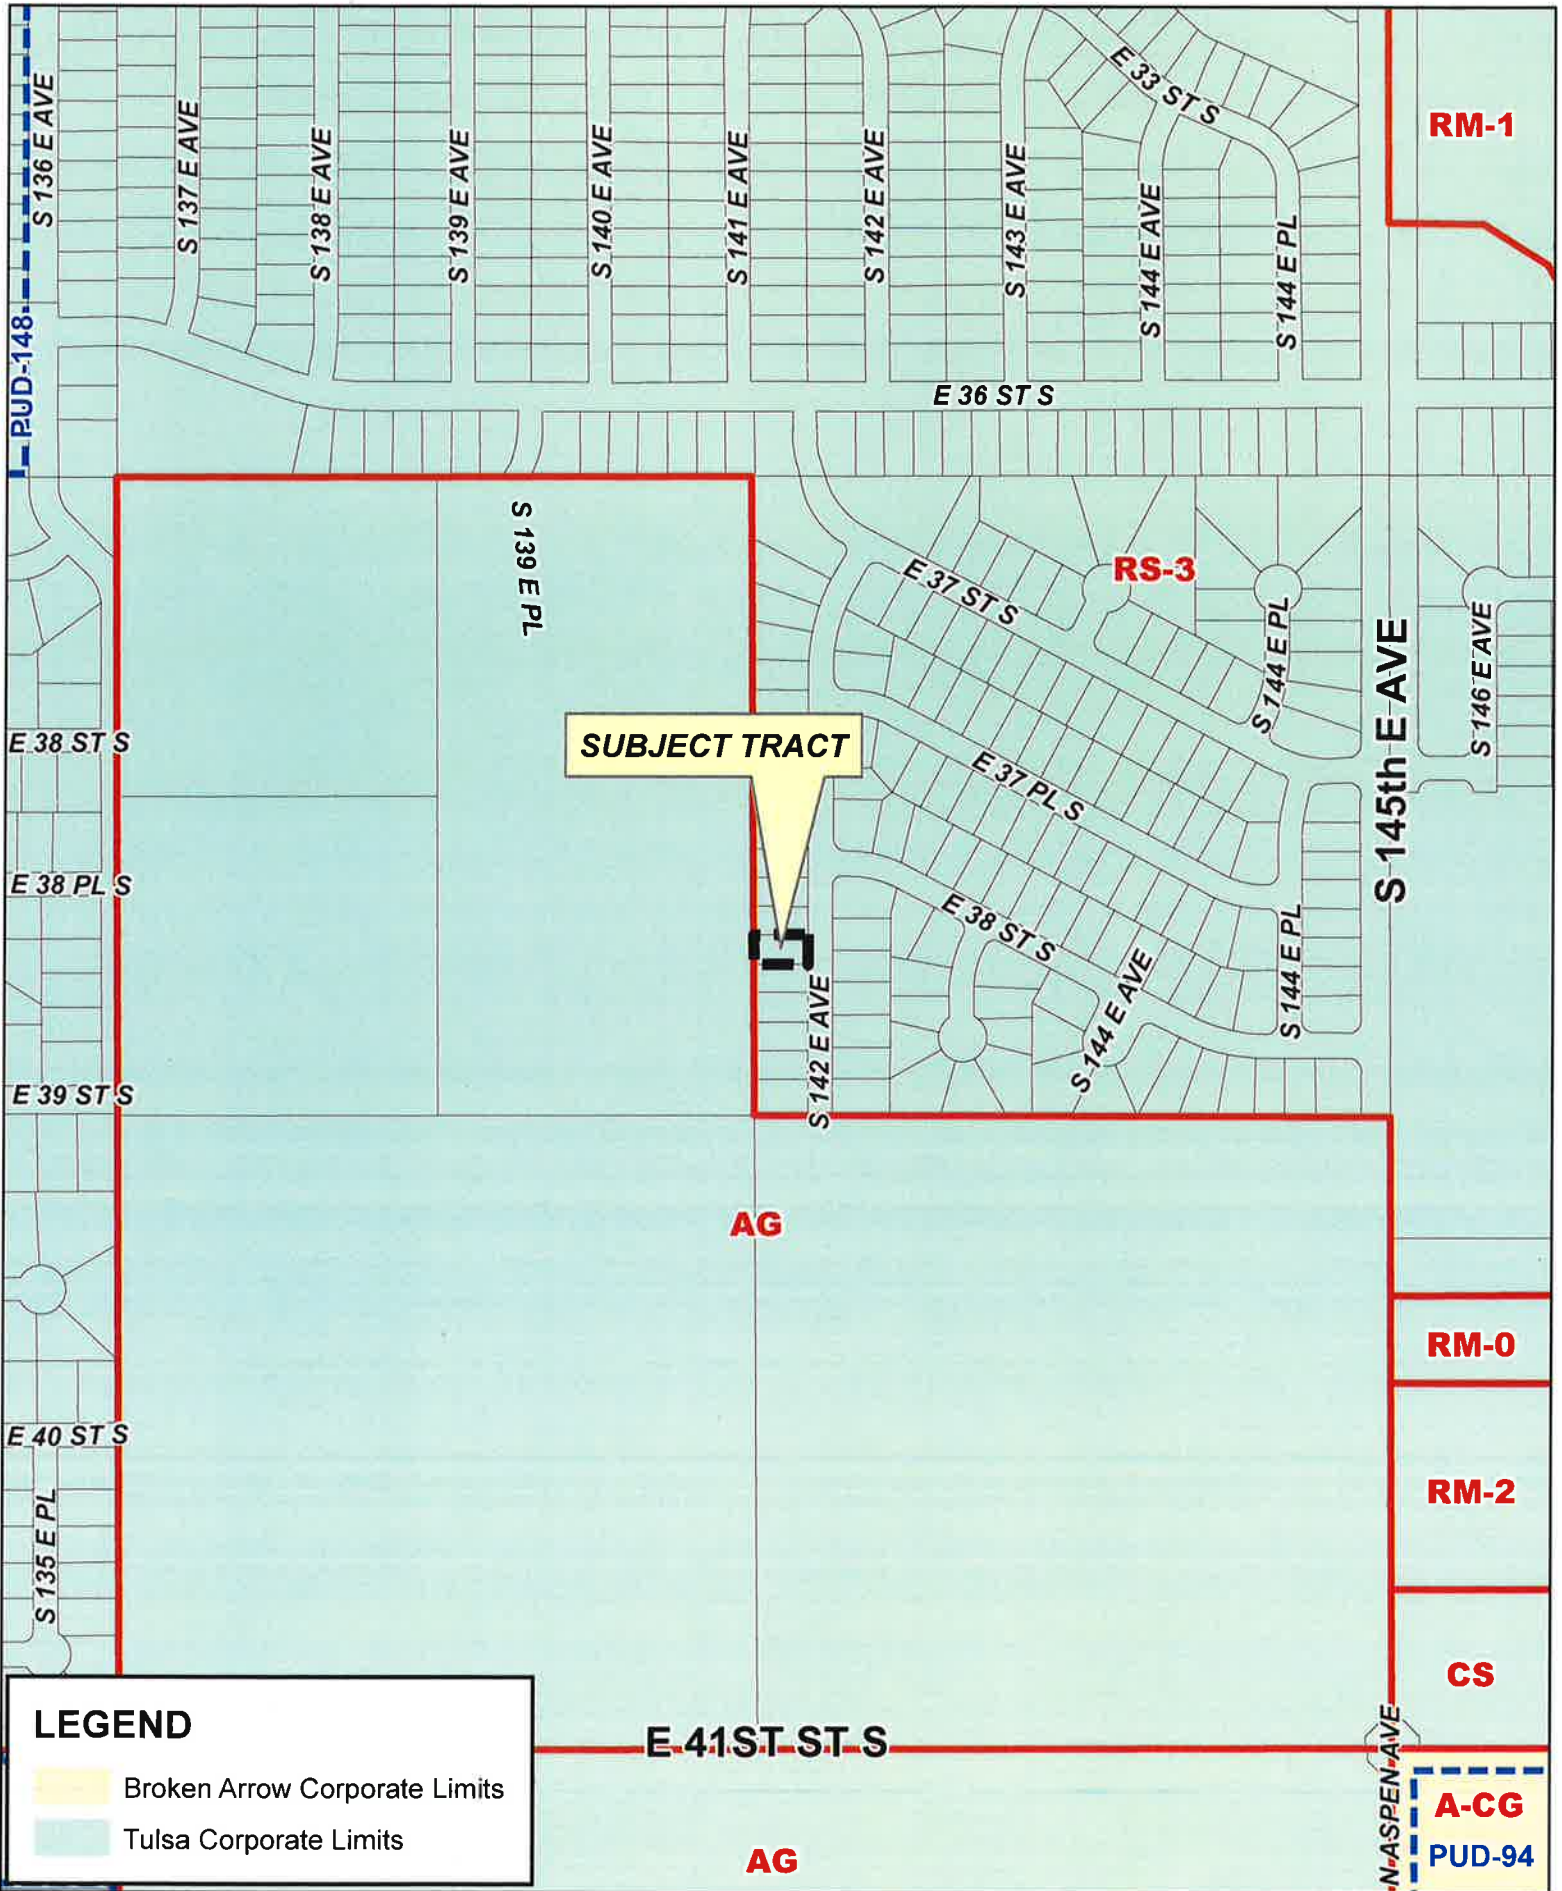 S 136 E AVE
S 137 E AVE
S 138 E AVE
S 139 E AVE
S 140 E AVE
S 141 E AVE
S 142 E AVE
S 143 E AVE
S 144 E AVE
S 144 E PL
E 33 ST S
RM-1
PUD-148
E 36 ST S
S 139 E PL
E 37 ST S
RS-3
S 144 E PL
S 145th E AVE
S 146 E AVE
E 38 ST S
SUBJECT TRACT
E 37 PL S
E 38 PL S
E 38 ST S
S 144 E AVE
S 144 E PL
S 142 E AVE
E 39 ST S
AG
RM-0
E 40 ST S
RM-2
S 135 E PL
CS
E 41ST ST S
N ASPEN AVE
LEGEND
Broken Arrow Corporate Limits
Tulsa Corporate Limits
AG
A-CG
PUD-94